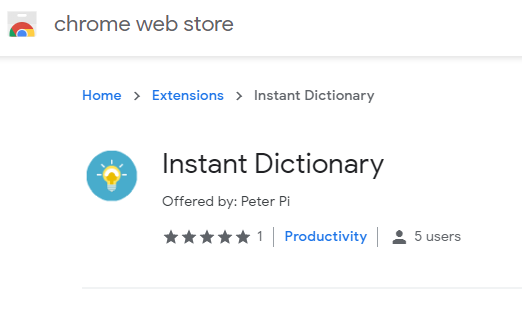 chrome web store
Home > Extensions > Instant Dictionary
Instant Dictionary
Offered by: Peter Pi
★★★★★ 1 | Productivity | 5 users